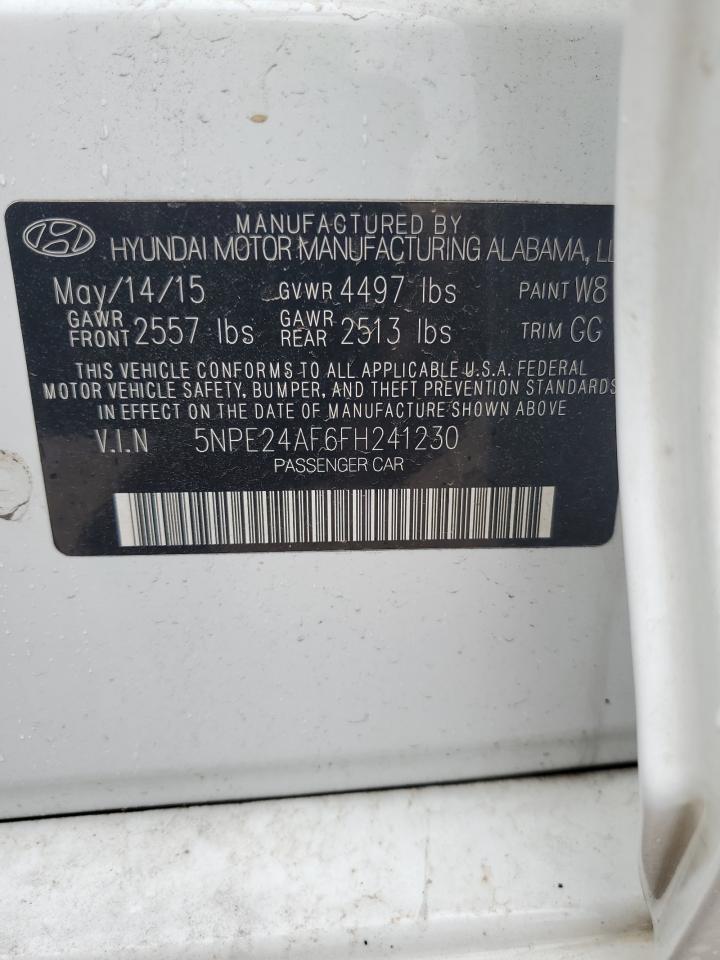 MANUFACTURED BY
HYUNDAI MOTOR MANUFACTURING ALABAMA, LL
May/14/15 GVWR 4497 lbs PAINT W8
GAWR FRONT 2557 lbs GAWR REAR 2513 lbs TRIM GG
THIS VEHICLE CONFORMS TO ALL APPLICABLE U.S.A. FEDERAL
MOTOR VEHICLE SAFETY, BUMPER, AND THEFT PREVENTION STANDARDS
IN EFFECT ON THE DATE OF MANUFACTURE SHOWN ABOVE
V.I.N 5NPE24AF6FH241230
PASSENGER CAR